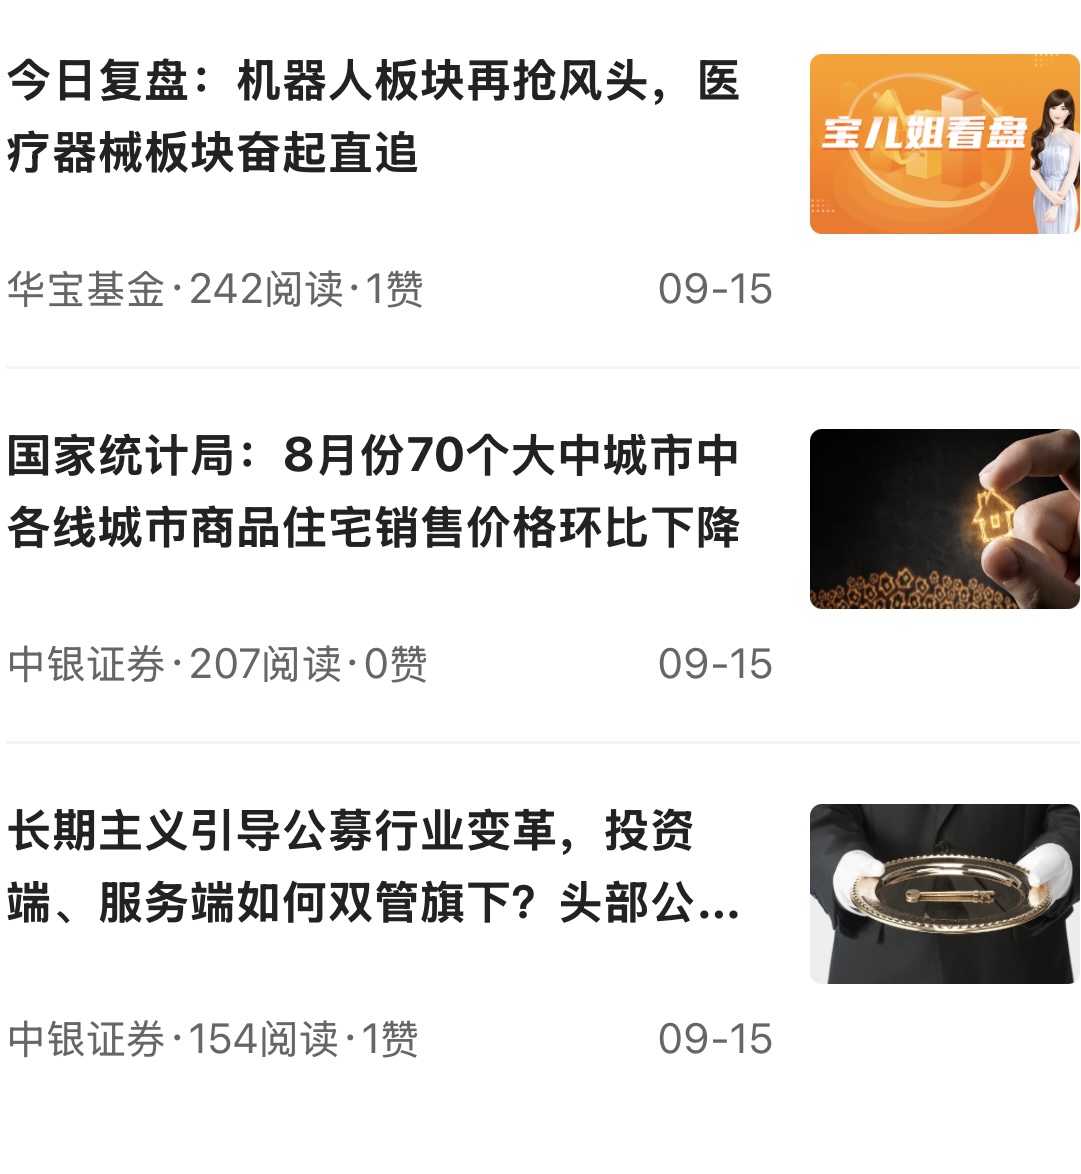 今日复盘：机器人板块再抢风头，医
疗器械板块奋起直追
宝儿姐看盘
华宝基金·242阅读·1赞
09-15
国家统计局：8月份70个大中城市中
各线城市商品住宅销售价格环比下降
中银证券·207阅读·0赞
09-15
长期主义引导公募行业变革，投资
端、服务端如何双管旗下？头部公...
中银证券·154阅读·1赞
09-15